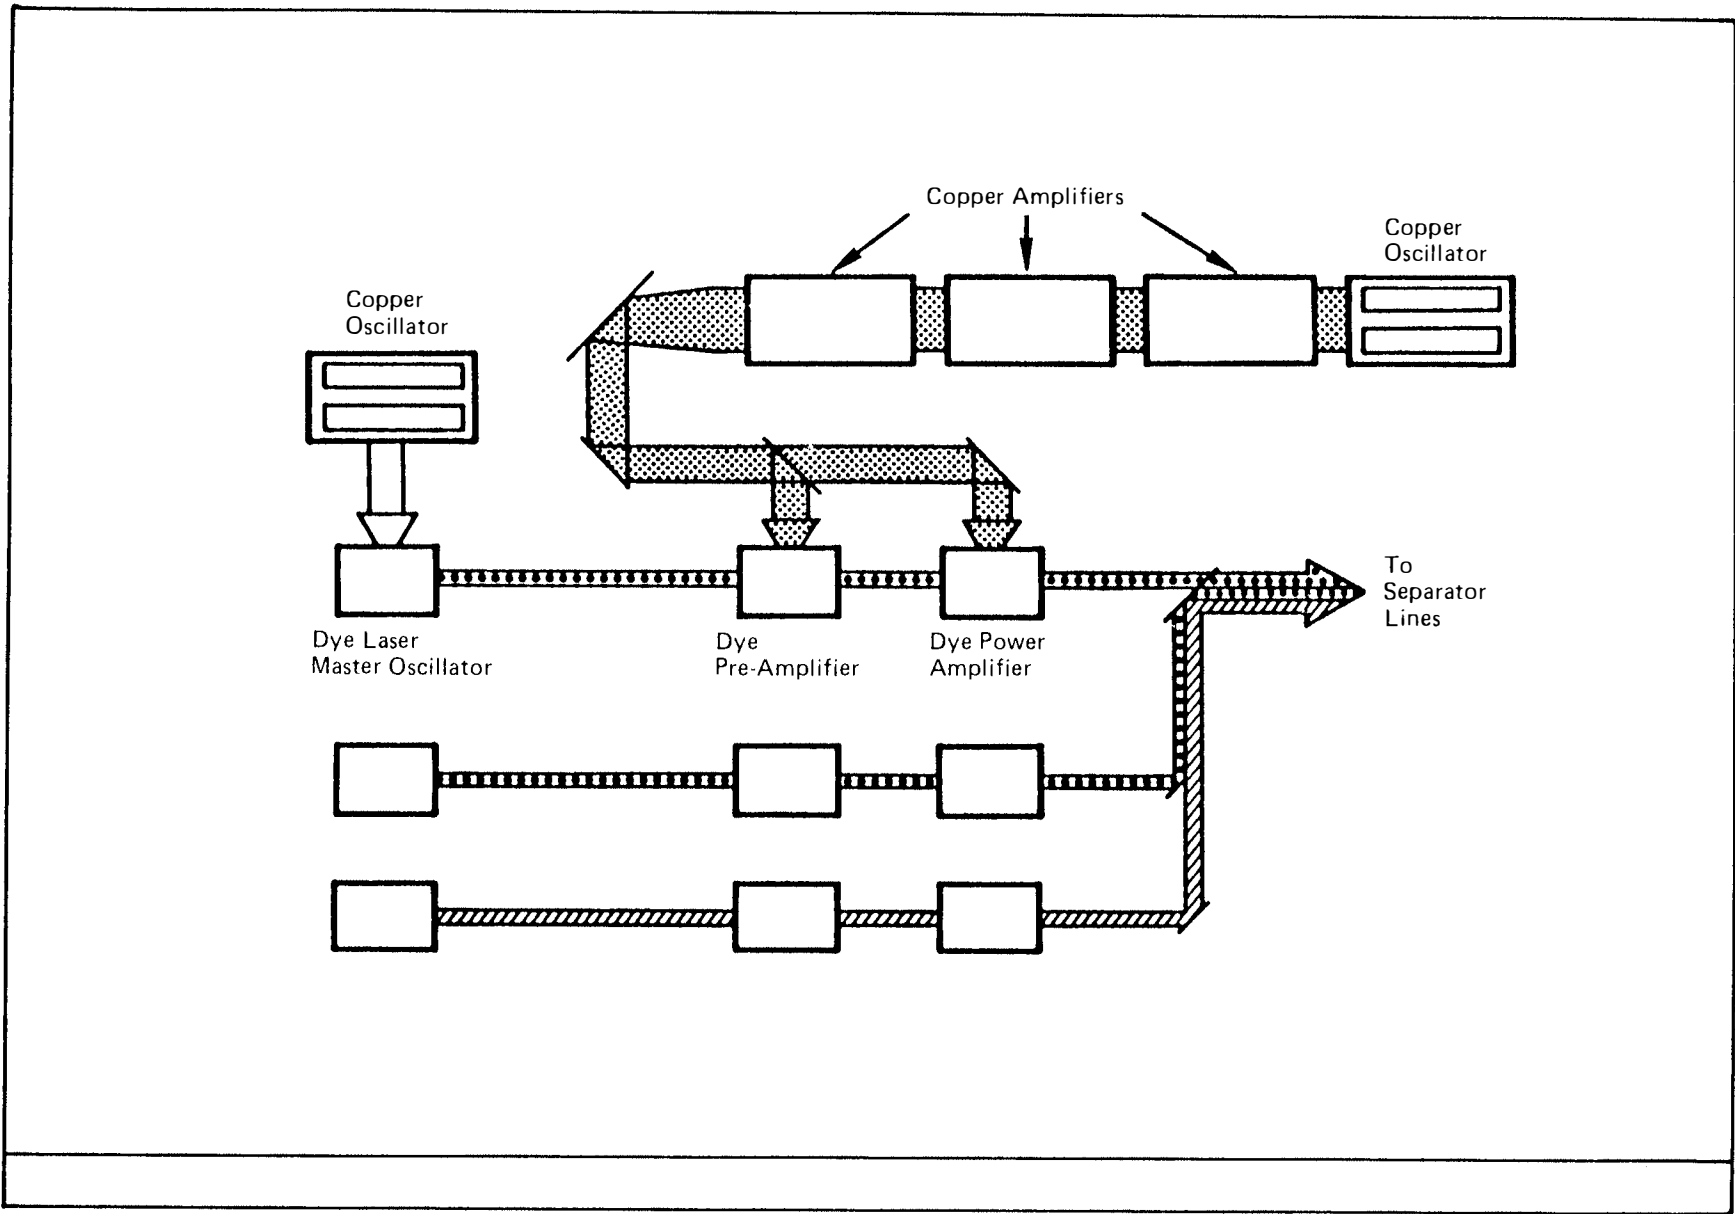 Copper Amplifiers
Copper
Oscillator
Copper
Oscillator
To
Separator
Lines
Dye Laser
Master Oscillator
Dye
Pre-Amplifier
Dye Power
Amplifier